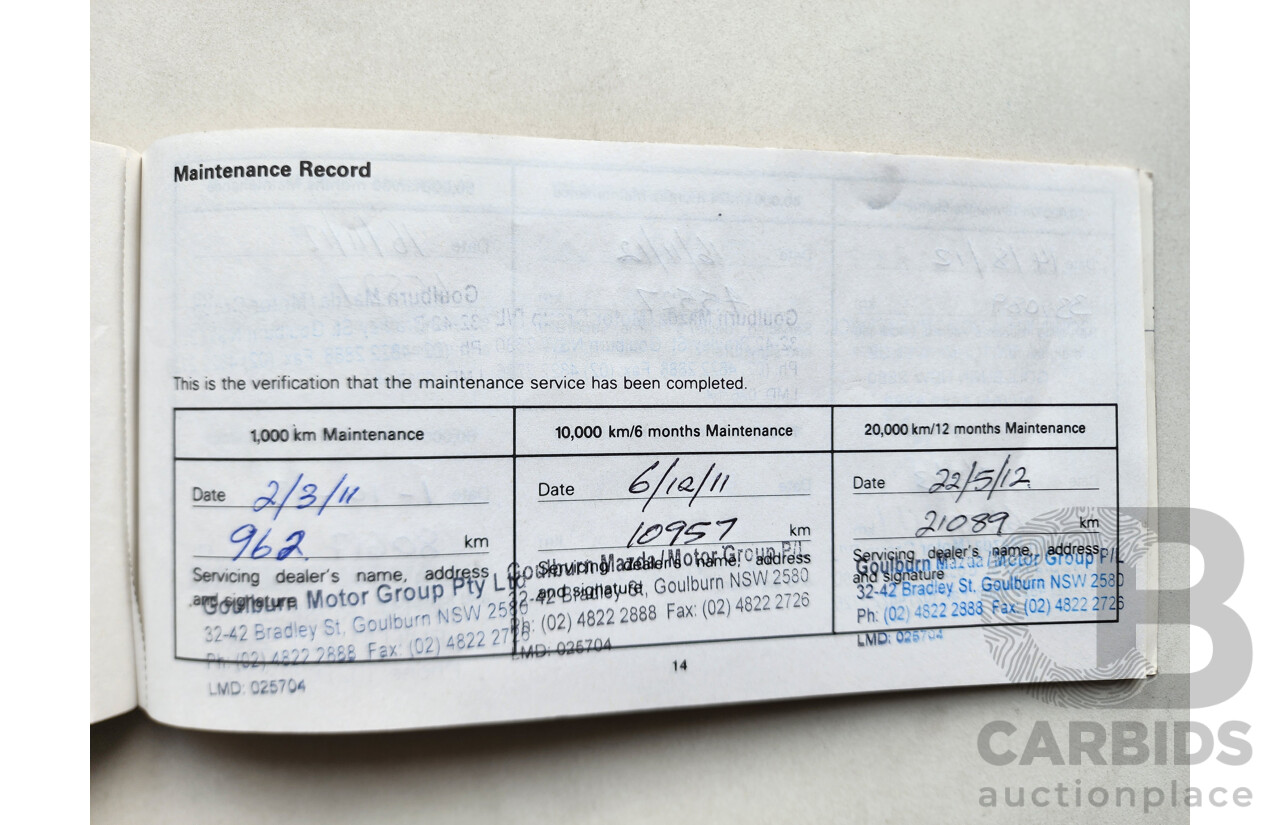 Maintenance Record
This is the verification that the maintenance service has been completed.
1,000 km Maintenance
Date 2/3/11
962 km
Servicing dealer's name, address
and signature
Goulburn Motor Group Pty Ltd
32-42 Bradley St, Goulburn NSW 2580
Ph: (02) 4822 2888 Fax: (02) 4822 2726
LMD: 025704
10,000 km/6 months Maintenance
Date 6/12/11
10957 km
Servicing dealer's name, address
and signature
Goulburn Mazda/Motor Group P/L
32-42 Bradley St, Goulburn NSW 2580
Ph: (02) 4822 2888 Fax: (02) 4822 2726
LMD: 025704
20,000 km/12 months Maintenance
Date 22/5/12
21089 km
Servicing dealer's name, address
and signature
Goulburn Mazda/Motor Group P/L
32-42 Bradley St. Goulburn NSW 2580
Ph: (02) 4822 2888 Fax: (02) 4822 2726
LMD: 025704
14
CARBIDS
auctionplace